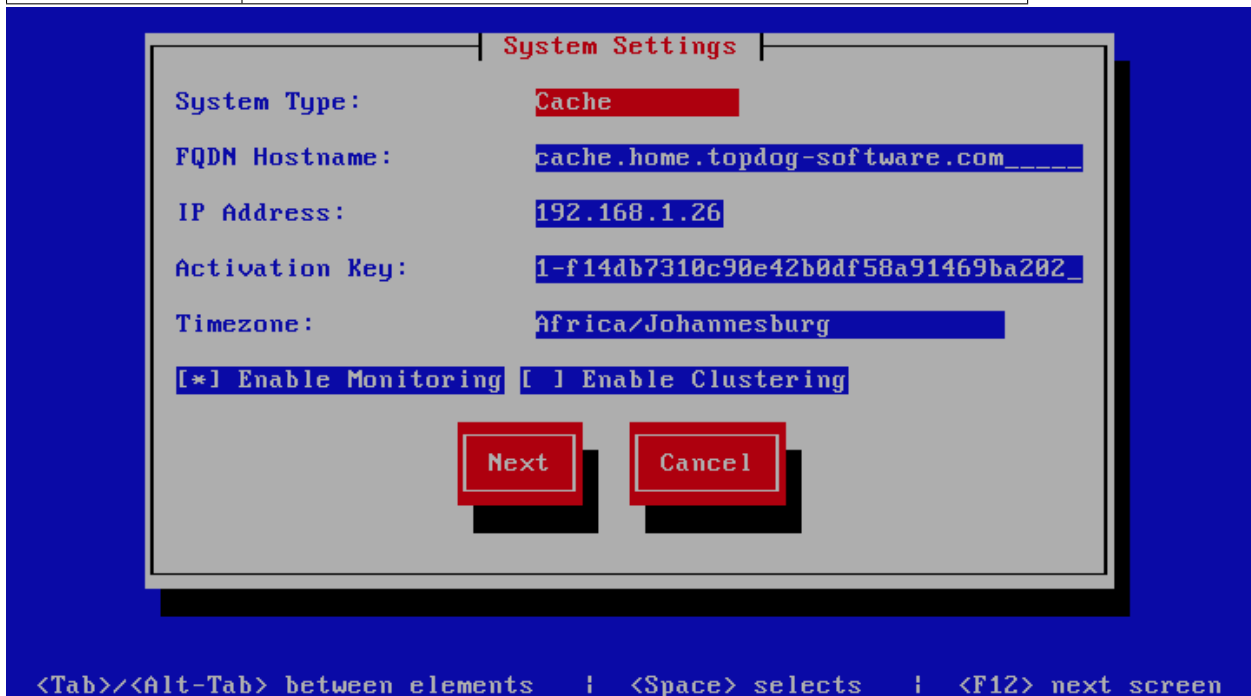 System Settings
System Type: Cache
FQDN Hostname: cache.home.topdog-software.com_____
IP Address: 192.168.1.26
Activation Key: 1-f14db7310c90e42b0df58a91469ba202_
Timezone: Africa/Johannesburg
[*] Enable Monitoring [ ] Enable Clustering
Next Cancel
<Tab>/<Alt-Tab> between elements | <Space> selects | <F12> next screen